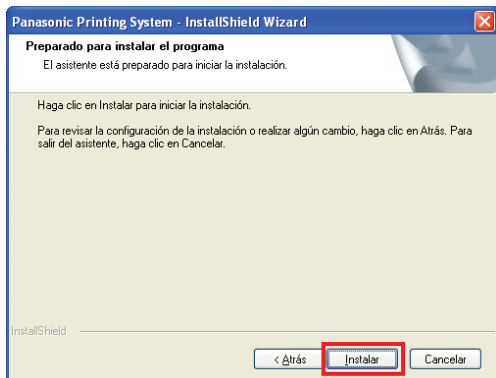 Panasonic Printing System - InstallShield Wizard
Preparado para instalar el programa
El asistente está preparado para iniciar la instalación.
Haga clic en Instalar para iniciar la instalación.
Para revisar la configuración de la instalación o realizar algún cambio, haga clic en Atrás. Para
salir del asistente, haga clic en Cancelar.
InstallShield
< Atrás Instalar Cancelar